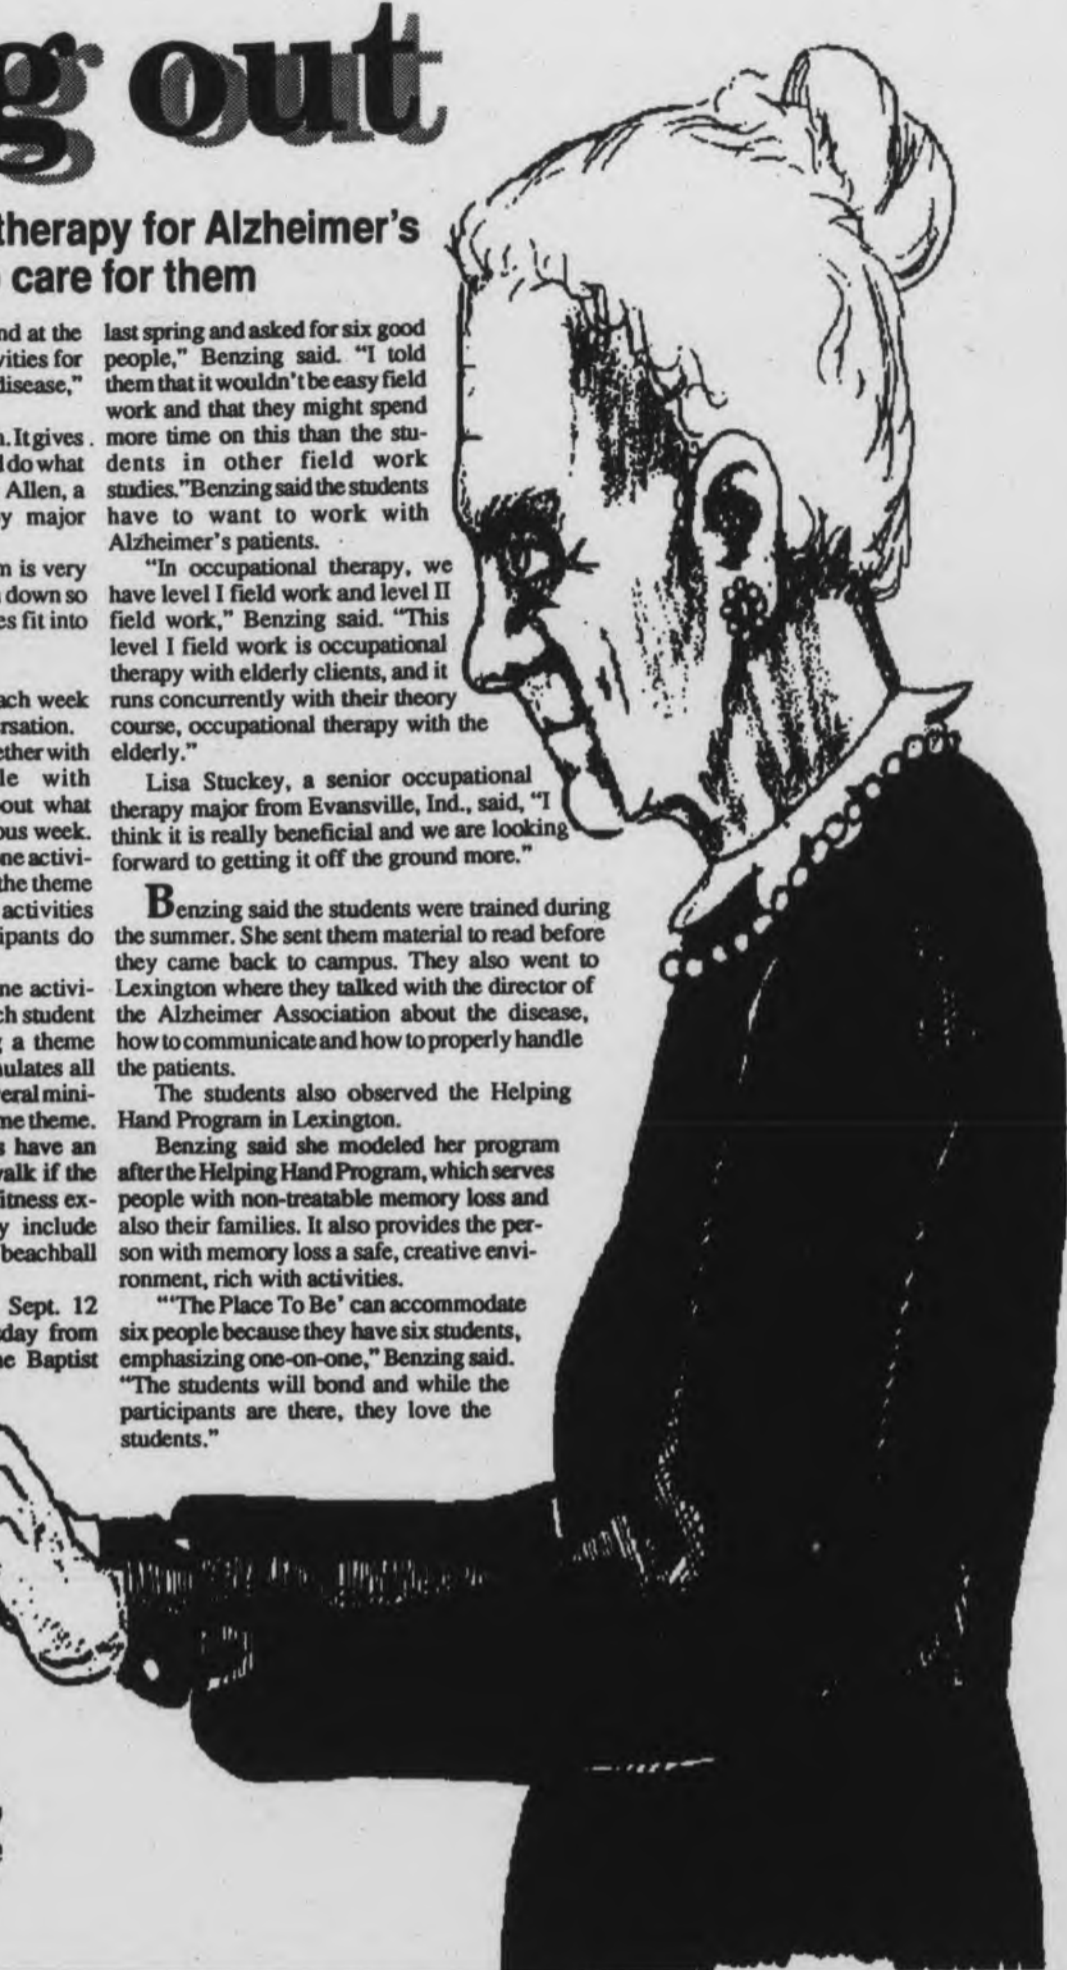 g out
therapy for Alzheimer's
care for them
nd at the
vities for
disease,"
n. It gives
l do what
Allen, a
y major
m is very
down so
es fit into
ach week
rsation.
ether with
le with
out what
ous week.
ne activi-
the theme
activities
ipants do
ne activi-
ch student
g a theme
ulates all
eral mini-
me theme.
s have an
valk if the
itness ex-
y include
beachball
Sept. 12
day from
ne Baptist
last spring and asked for six good
people," Benzing said. "I told
them that it wouldn't be easy field
work and that they might spend
more time on this than the stu-
dents in other field work
studies."Benzing said the students
have to want to work with
Alzheimer's patients.
"In occupational therapy, we
have level I field work and level II
field work," Benzing said. "This
level I field work is occupational
therapy with elderly clients, and it
runs concurrently with their theory
course, occupational therapy with the
elderly."
Lisa Stuckey, a senior occupational
therapy major from Evansville, Ind., said, "I
think it is really beneficial and we are looking
forward to getting it off the ground more."
Benzing said the students were trained during
the summer. She sent them material to read before
they came back to campus. They also went to
Lexington where they talked with the director of
the Alzheimer Association about the disease,
how to communicate and how to properly handle
the patients.
The students also observed the Helping
Hand Program in Lexington.
Benzing said she modeled her program
after the Helping Hand Program, which serves
people with non-treatable memory loss and
also their families. It also provides the per-
son with memory loss a safe, creative envi-
ronment, rich with activities.
"'The Place To Be' can accommodate
six people because they have six students,
emphasizing one-on-one," Benzing said.
"The students will bond and while the
participants are there, they love the
students."